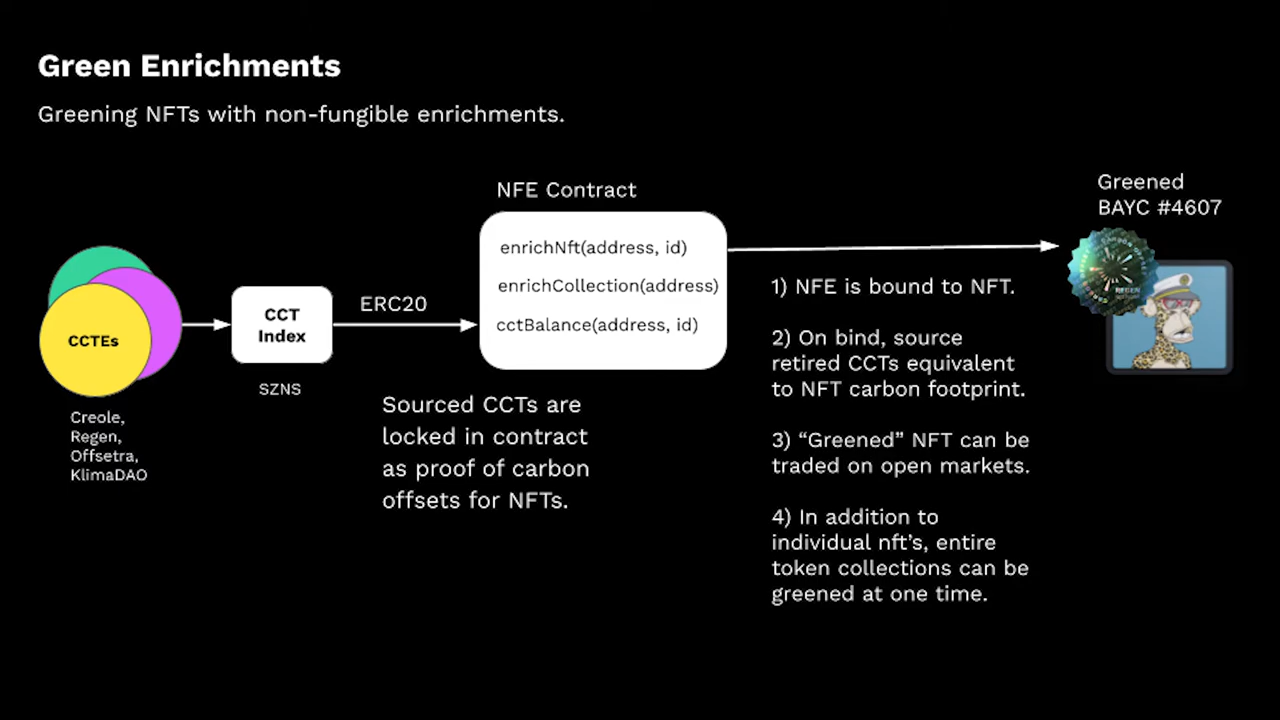 Green Enrichments
Greening NFTs with non-fungible enrichments.
CCTEs
Creole,
Regen,
Offsetra,
KlimaDAO
CCT
Index
SZNS
ERC20
NFE Contract
enrichNft(address, id)
enrichCollection(address)
cctBalance(address, id)
Sourced CCTs are
locked in contract
as proof of carbon
offsets for NFTs.
1) NFE is bound to NFT.
2) On bind, source
retired CCTs equivalent
to NFT carbon footprint.
3) “Greened” NFT can be
traded on open markets.
4) In addition to
individual nft’s, entire
token collections can be
greened at one time.
Greened
BAYC #4607
REGEN